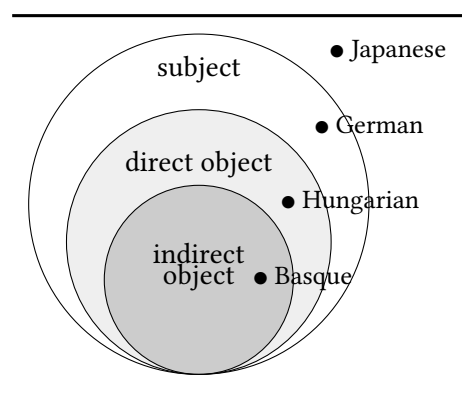 Japanese
subject
German
direct object
Hungarian
indirect
object
Basque